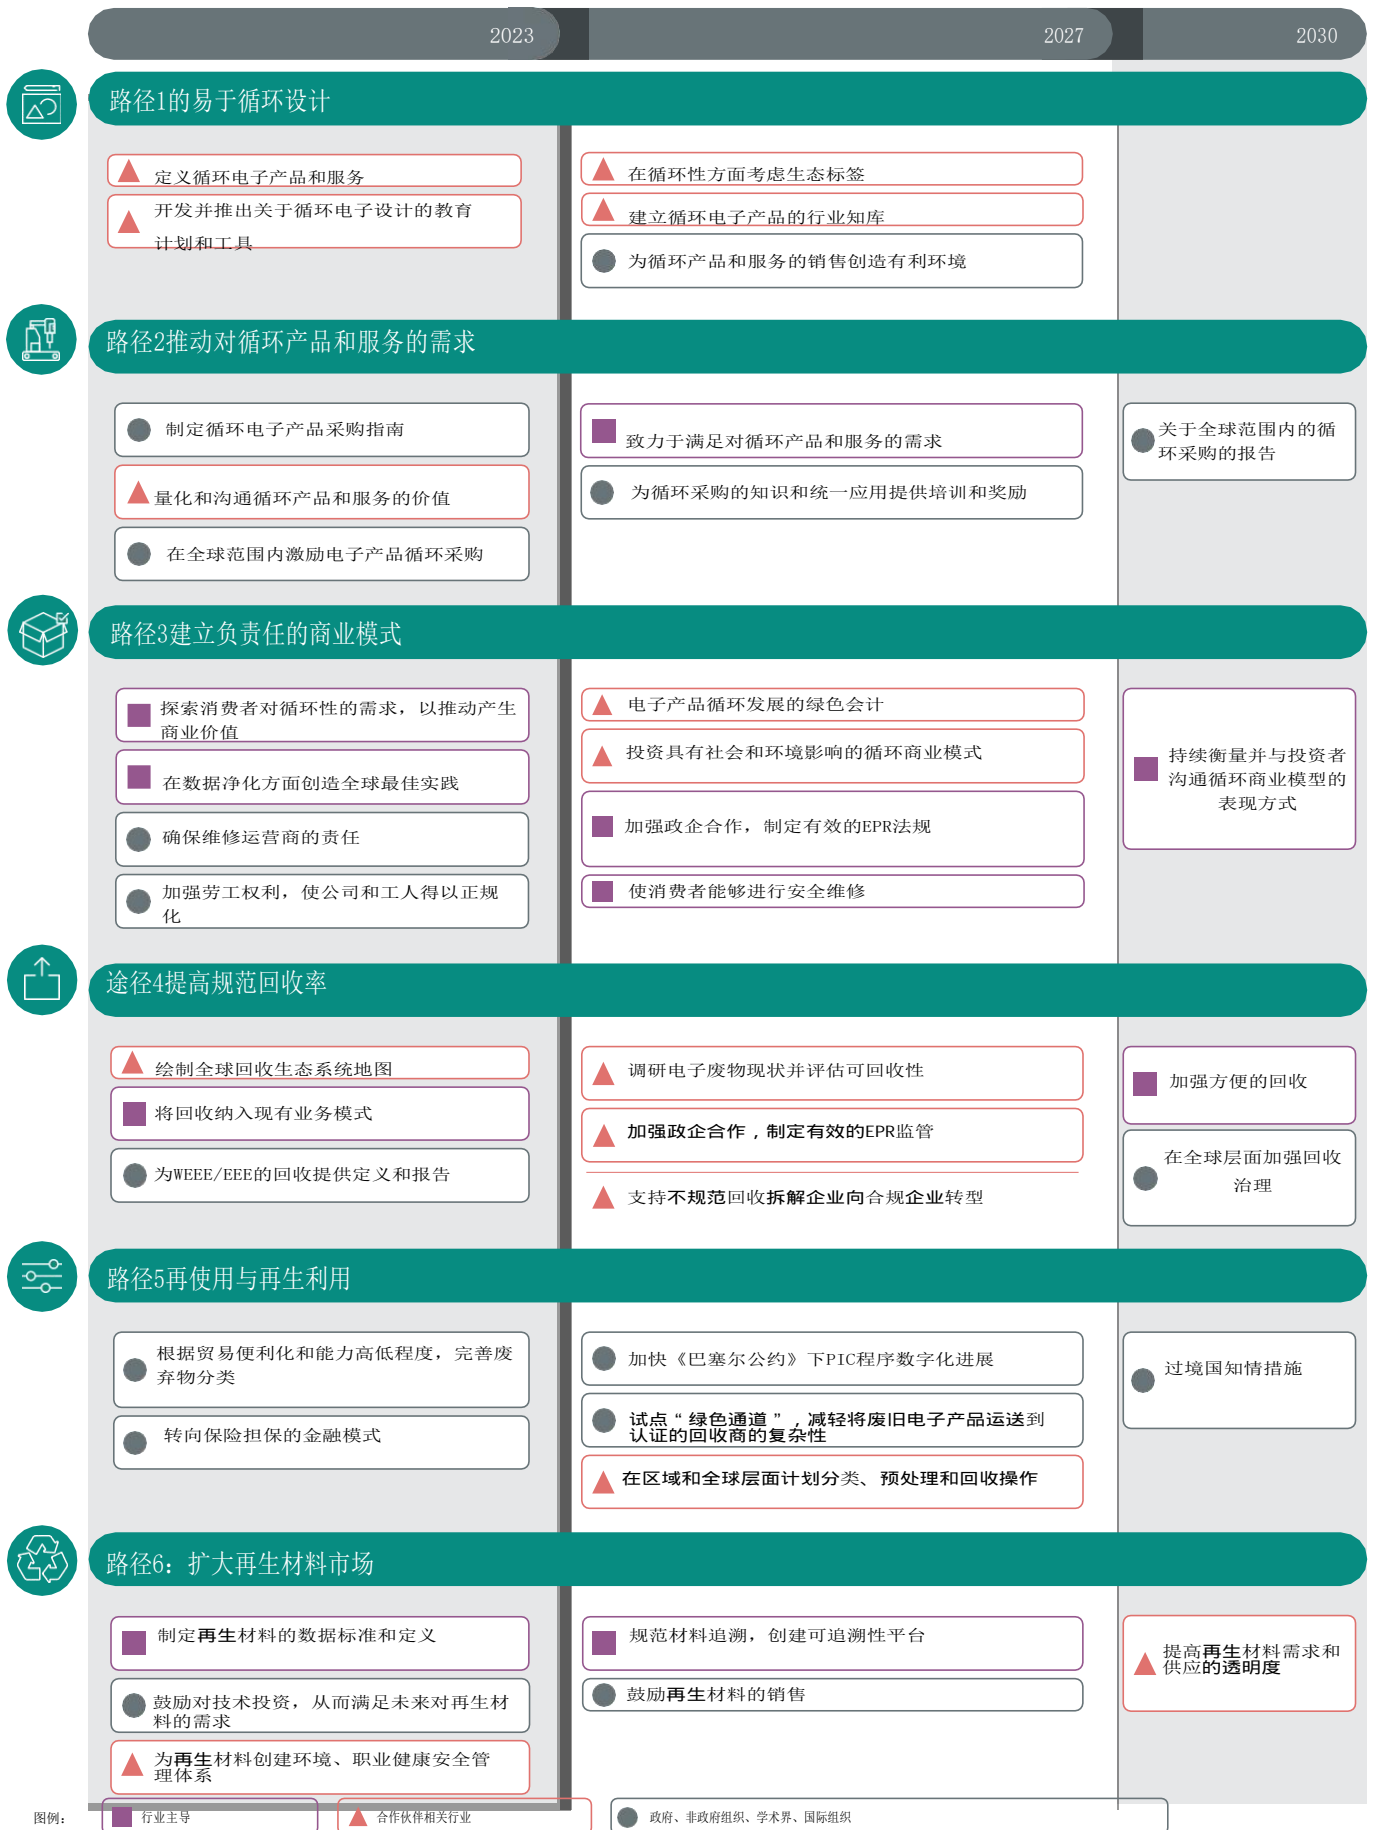 2023
2027
2030
路径1的易于循环设计
定义循环电子产品和服务
开发并推出关于循环电子设计的教育
计划和工具
在循环性方面考虑生态标签
建立循环电子产品的行业知库
为循环产品和服务的销售创造有利环境
路径2推动对循环产品和服务的需求
制定循环电子产品采购指南
量化和沟通循环产品和服务的价值
在全球范围内激励电子产品循环采购
致力于满足对循环产品和服务的需求
为循环采购的知识和统一应用提供培训和奖励
关于全球范围内的循
环采购的报告
路径3建立负责任的商业模式
探索消费者对循环性的需求，以推动产生
商业价值
在数据净化方面创造全球最佳实践
确保维修运营商的责任
加强劳工权利，使公司和工人得以正规
化
电子产品循环发展的绿色会计
投资具有社会和环境影响的循环商业模式
加强政企合作，制定有效的EPR法规
使消费者能够进行安全维修
持续衡量并与投资者
沟通循环商业模型的
表现方式
途径4提高规范回收率
绘制全球回收生态系统地图
将回收纳入现有业务模式
为WEEE/EEE的回收提供定义和报告
调研电子废物现状并评估可回收性
加强政企合作，制定有效的EPR监管
支持不规范回收拆解企业向合规企业转型
加强方便的回收
在全球层面加强回收
治理
路径5再使用与再生利用
根据贸易便利化和能力高低程度，完善废
弃物分类
转向保险担保的金融模式
加快《巴塞尔公约》下PIC程序数字化进展
试点“绿色通道”，减轻将废旧电子产品运送到
认证的回收商的复杂性
在区域和全球层面计划分类、预处理和回收操作
过境国知情措施
路径6：扩大再生材料市场
制定再生材料的数据标准和定义
鼓励对技术投资，从而满足未来对再生材
料的需求
为再生材料创建环境、职业健康安全管
理体系
规范材料追溯，创建可追溯性平台
鼓励再生材料的销售
提高再生材料需求和
供应的透明度
图例：
行业主导
合作伙伴相关行业
政府、非政府组织、学术界、国际组织